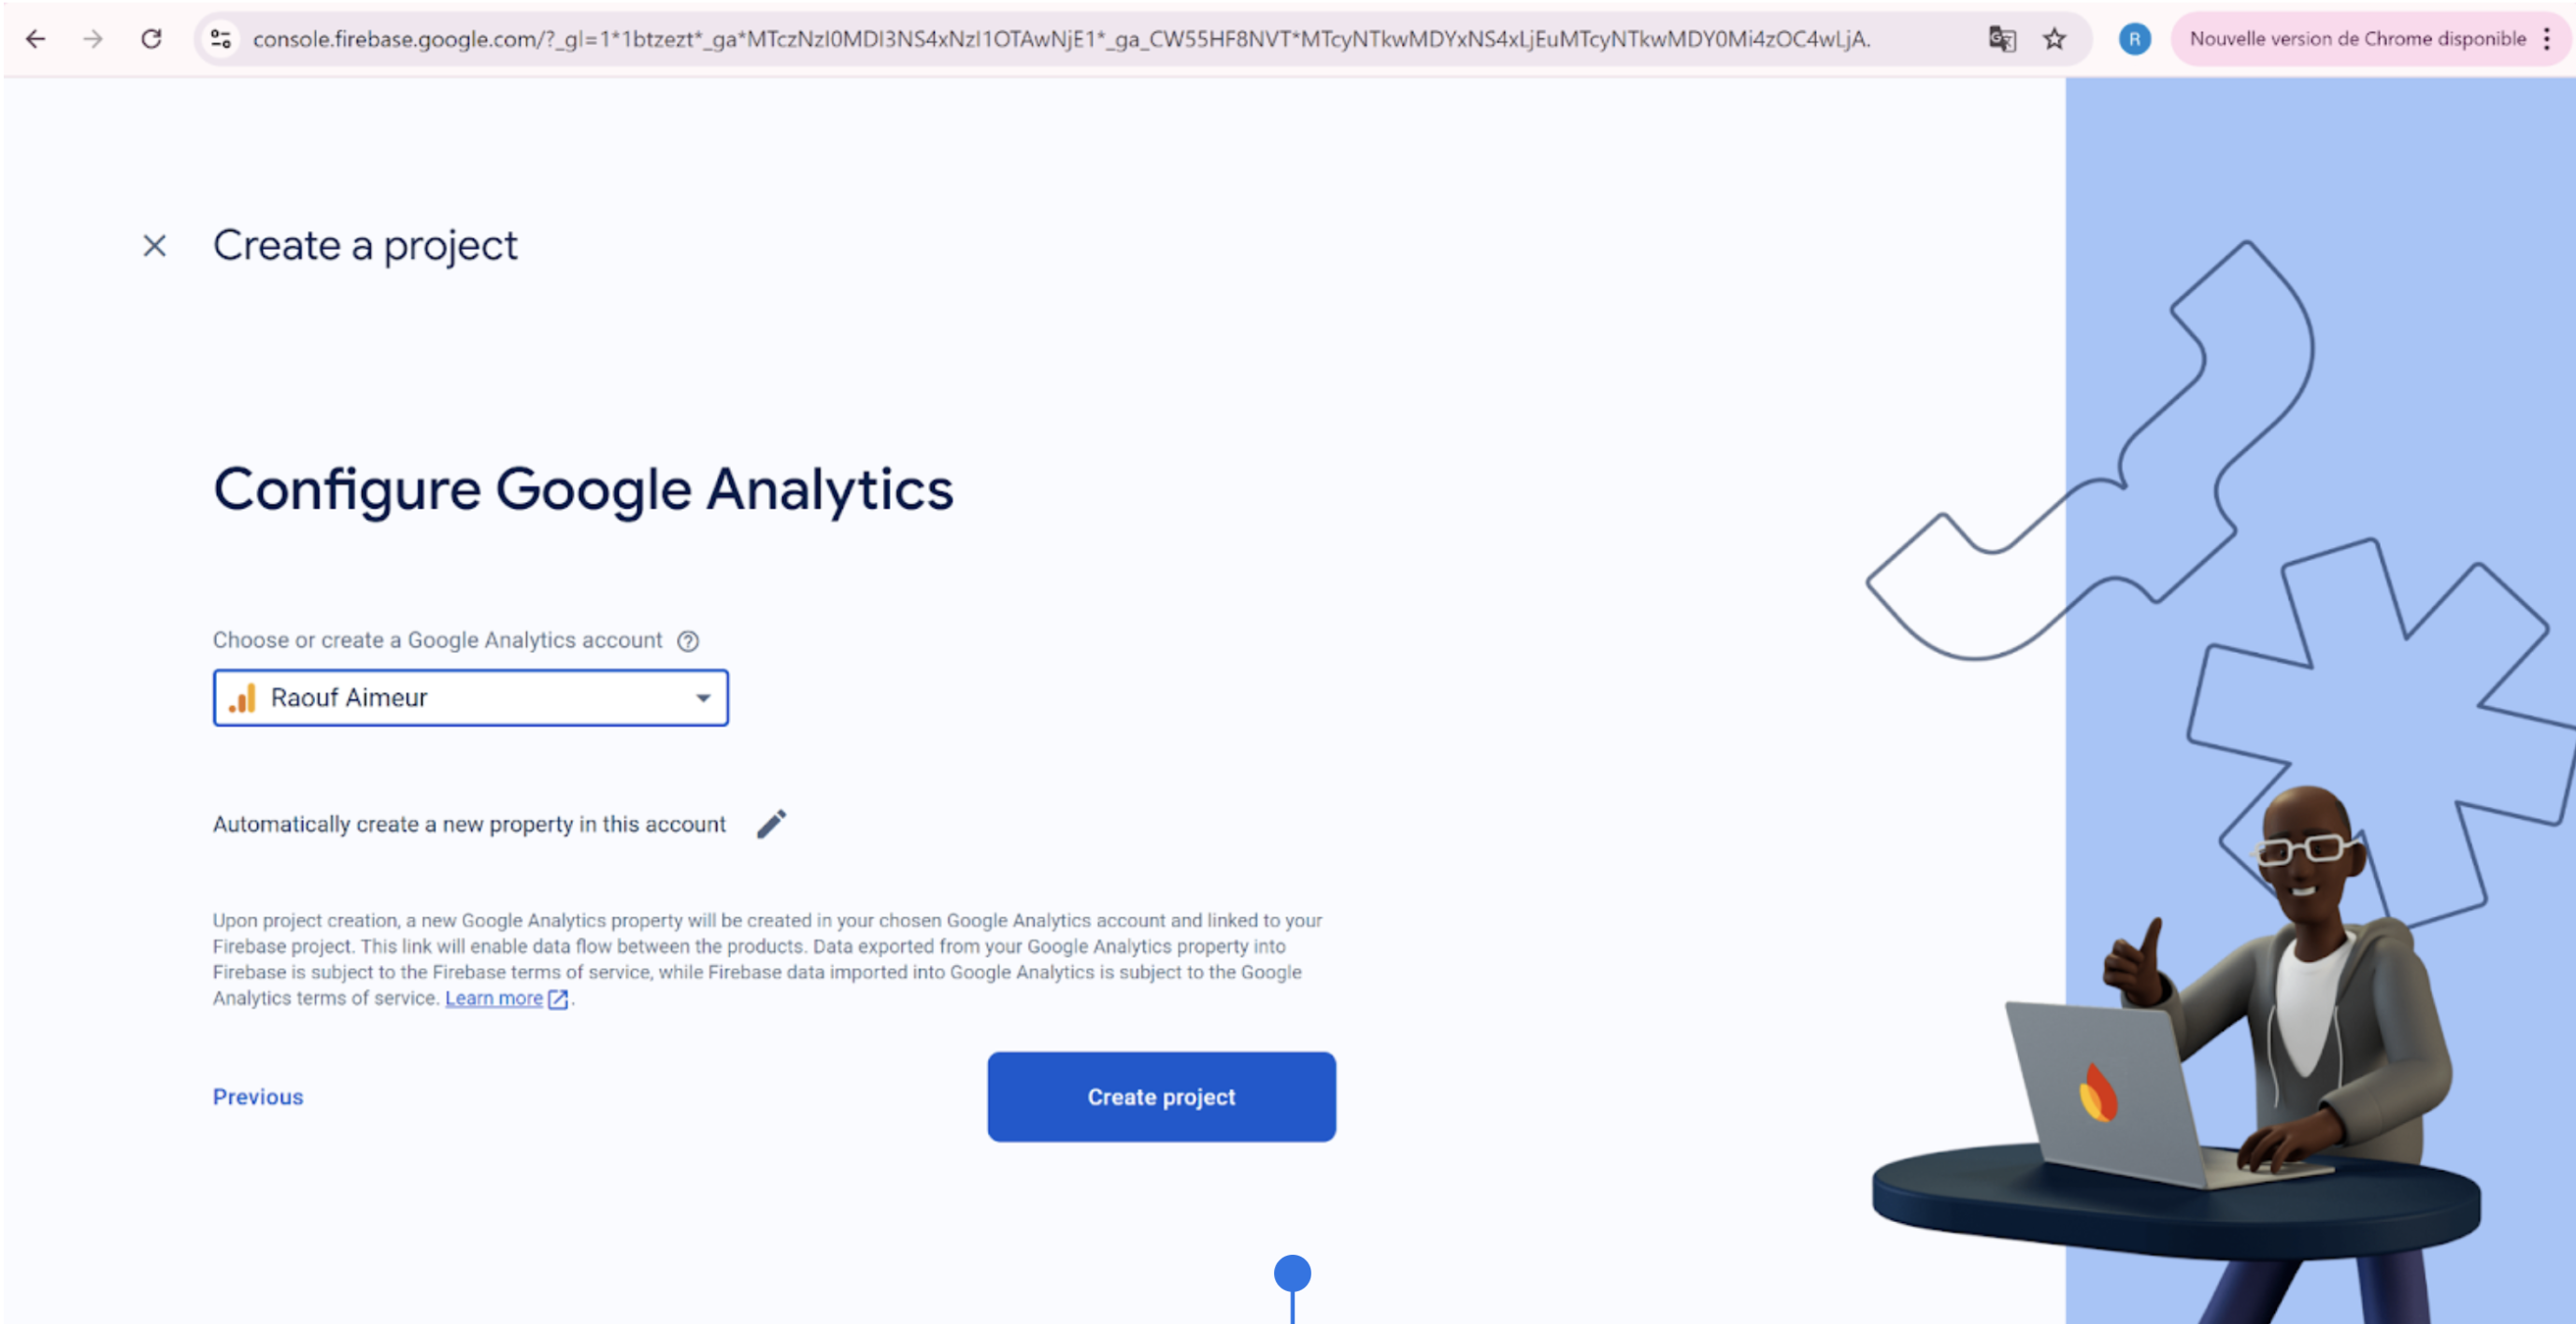 console.firebase.google.com/?_gl=1*1btzezt*_ga*MTczNzI0MDI3NS4xNzI1OTAwNjE1*_ga_CW55HF8NVT*MTcyNTkwMDYxNS4xLjEuMTcyNTkwMDY0Mi4zOC4wLjA.
R
Nouvelle version de Chrome disponible
Create a project
Configure Google Analytics
Choose or create a Google Analytics account
Raouf Aimeur
Automatically create a new property in this account
Upon project creation, a new Google Analytics property will be created in your chosen Google Analytics account and linked to your
Firebase project. This link will enable data flow between the products. Data exported from your Google Analytics property into
Firebase is subject to the Firebase terms of service, while Firebase data imported into Google Analytics is subject to the Google
Analytics terms of service. Learn more.
Previous
Create project